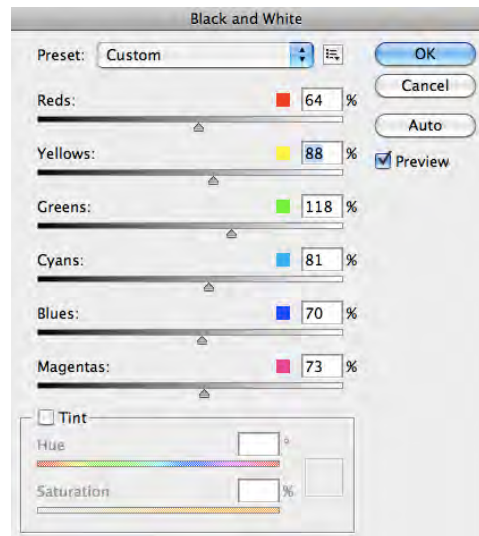 Black and White
Preset: Custom
OK
Cancel
Auto
Preview
Reds: 64 %
Yellows: 88 %
Greens: 118 %
Cyans: 81 %
Blues: 70 %
Magentas: 73 %
Tint
Hue °
Saturation %